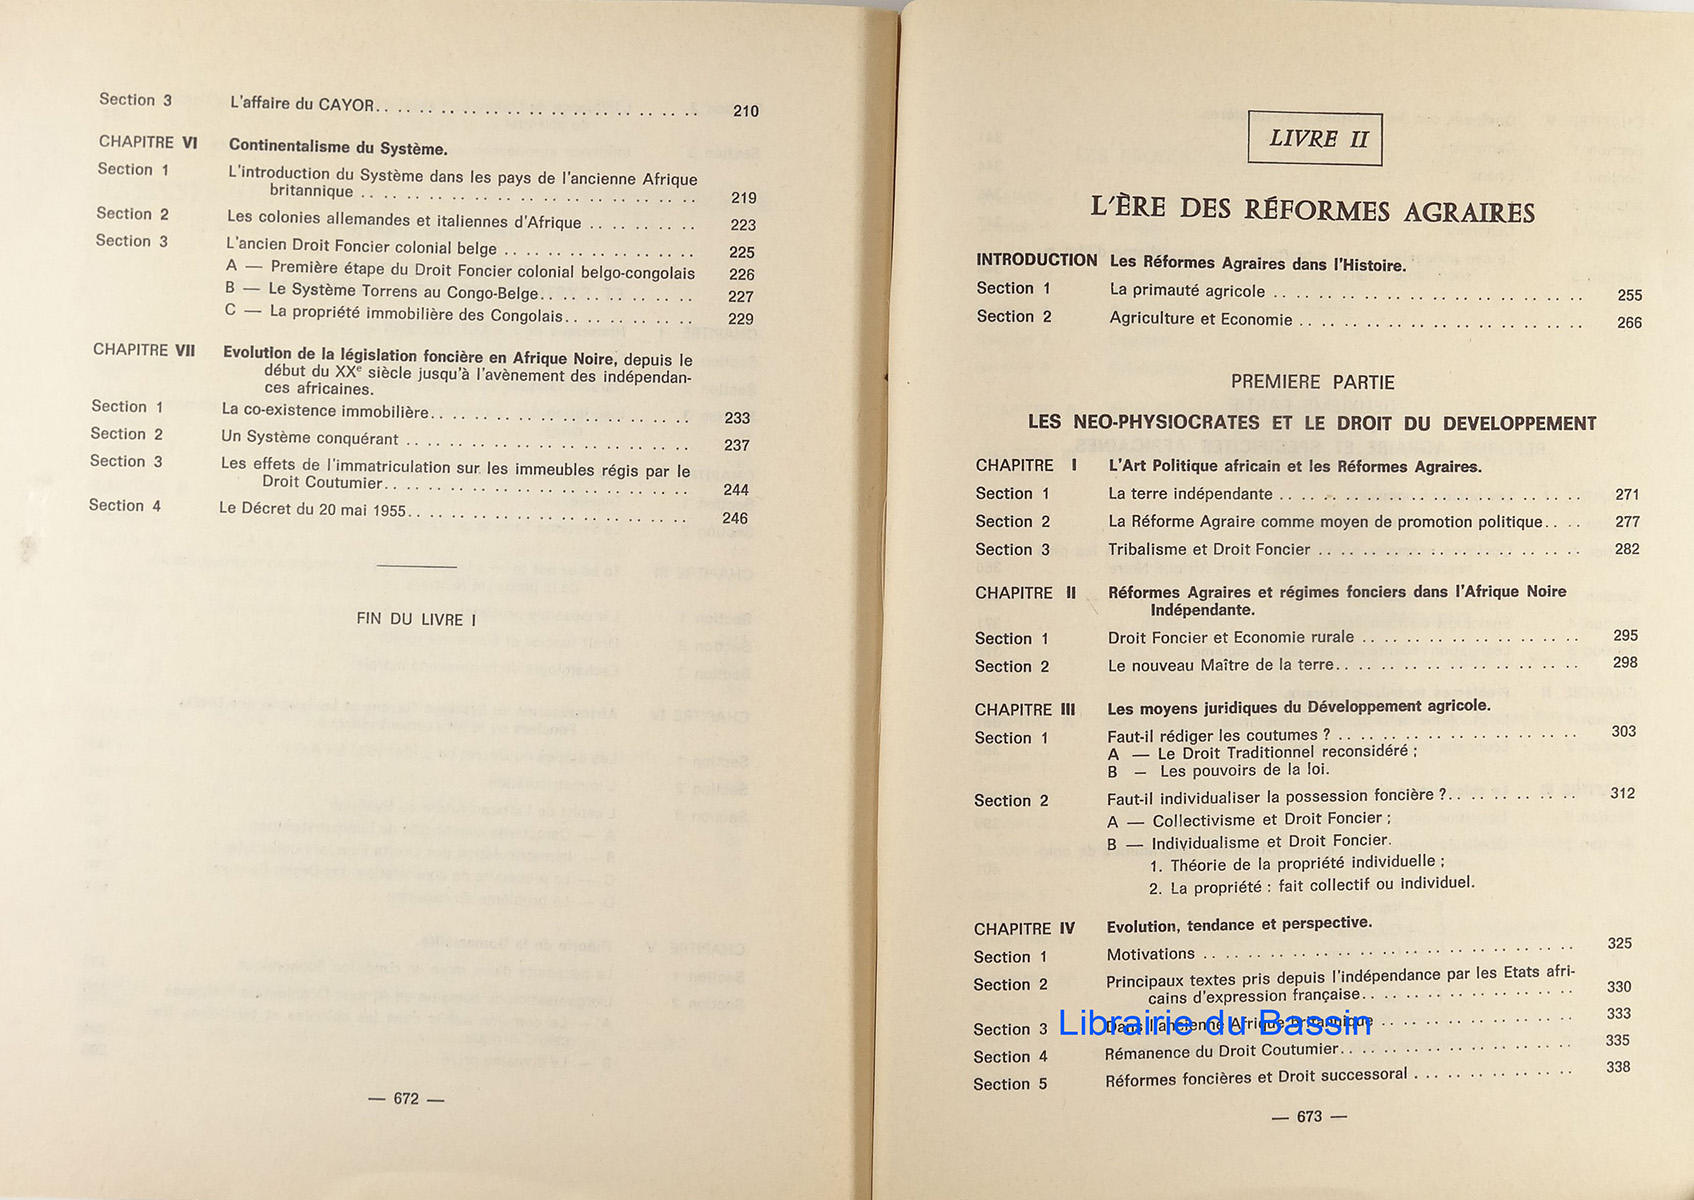 Section 3 L'affaire du CAYOR.. .. .. .. .. .. .. .. .. .. .. .. .. .. .. .. .. 210
CHAPITRE VI Continentalisme du Système.
Section 1 L'introduction du Système dans les pays de l'ancienne Afrique
britannique .. .. .. .. .. .. .. .. .. .. .. .. .. .. .. .. .. 219
Section 2 Les colonies allemandes et italiennes d'Afrique .. .. .. .. .. 223
Section 3 L'ancien Droit Foncier colonial belge .. .. .. .. .. .. .. .. .. 225
A — Première étape du Droit Foncier colonial belgo-congolais 226
B — Le Système Torrens au Congo-Belge.. .. .. .. .. .. .. 227
C — La propriété immobilière des Congolais.. .. .. .. .. .. 229
CHAPITRE VII Evolution de la législation foncière en Afrique Noire, depuis le
début du XXe siècle jusqu'à l'avènement des indépendan-
ces africaines.
Section 1 La co-existence immobilière.. .. .. .. .. .. .. .. .. .. .. .. 233
Section 2 Un Système conquérant .. .. .. .. .. .. .. .. .. .. .. .. .. 237
Section 3 Les effets de l'immatriculation sur les immeubles régis par le
Droit Coutumier.. .. .. .. .. .. .. .. .. .. .. .. .. .. .. 244
Section 4 Le Décret du 20 mai 1955.. .. .. .. .. .. .. .. .. .. .. .. .. 246
FIN DU LIVRE I
— 672 —
LIVRE II
L'ÈRE DES RÉFORMES AGRAIRES
INTRODUCTION Les Réformes Agraires dans l'Histoire.
Section 1 La primauté agricole .. .. .. .. .. .. .. .. .. .. .. .. .. .. .. 255
Section 2 Agriculture et Economie .. .. .. .. .. .. .. .. .. .. .. .. .. 266
PREMIERE PARTIE
LES NEO-PHYSIOCRATES ET LE DROIT DU DEVELOPPEMENT
CHAPITRE I L'Art Politique africain et les Réformes Agraires.
Section 1 La terre indépendante .. .. .. .. .. .. .. .. .. .. .. .. .. .. 271
Section 2 La Réforme Agraire comme moyen de promotion politique.. .. 277
Section 3 Tribalisme et Droit Foncier .. .. .. .. .. .. .. .. .. .. .. .. 282
CHAPITRE II Réformes Agraires et régimes fonciers dans l'Afrique Noire
Indépendante.
Section 1 Droit Foncier et Economie rurale .. .. .. .. .. .. .. .. .. .. 295
Section 2 Le nouveau Maître de la terre.. .. .. .. .. .. .. .. .. .. .. 298
CHAPITRE III Les moyens juridiques du Développement agricole.
Section 1 Faut-il rédiger les coutumes ? .. .. .. .. .. .. .. .. .. .. .. 303
A — Le Droit Traditionnel reconsidéré ;
B — Les pouvoirs de la loi.
Section 2 Faut-il individualiser la possession foncière ?.. .. .. .. .. .. 312
A — Collectivisme et Droit Foncier ;
B — Individualisme et Droit Foncier.
1. Théorie de la propriété individuelle ;
2. La propriété : fait collectif ou individuel.
CHAPITRE IV Evolution, tendance et perspective.
Section 1 Motivations .. .. .. .. .. .. .. .. .. .. .. .. .. .. .. .. .. 325
Section 2 Principaux textes pris depuis l'indépendance par les Etats afri-
cains d'expression française.. .. .. .. .. .. .. .. .. .. 330
Section 3 Dans l'ancienne Afrique britannique .. .. .. .. .. .. .. .. .. 333
Librairie du Bassin
Section 4 Rémanence du Droit Coutumier.. .. .. .. .. .. .. .. .. .. .. 335
Section 5 Réformes foncières et Droit successoral .. .. .. .. .. .. .. 338
— 673 —